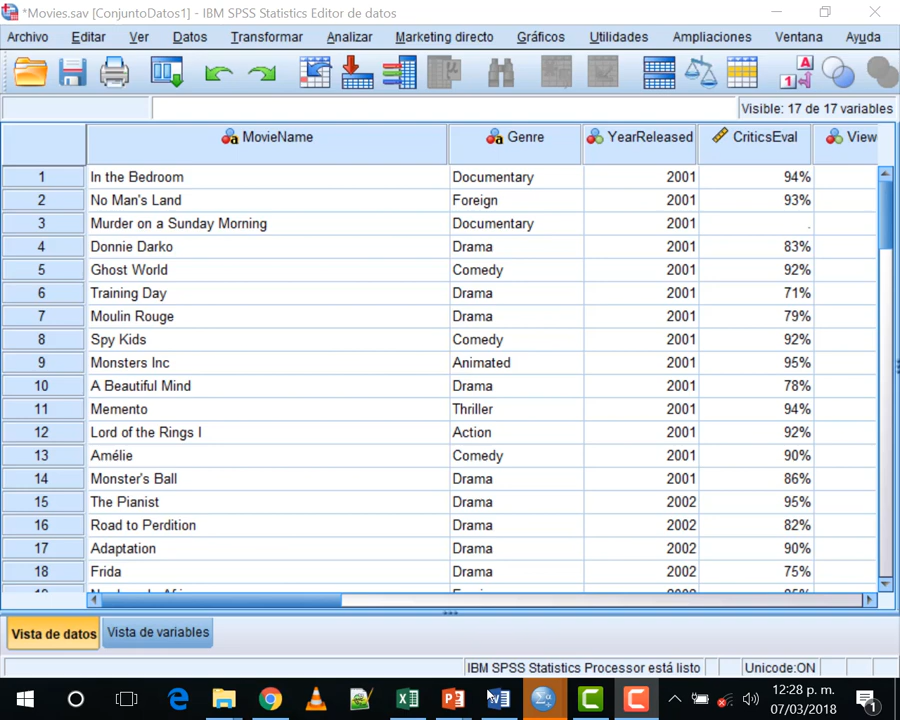 *Movies.sav [ConjuntoDatos1] - IBM SPSS Statistics Editor de datos
Archivo Editar Ver Datos Transformar Analizar Marketing directo Gráficos Utilidades Ampliaciones Ventana Ayuda
Visible: 17 de 17 variables
MovieName Genre YearReleased CriticsEval View
1 In the Bedroom Documentary 2001 94%
2 No Man's Land Foreign 2001 93%
3 Murder on a Sunday Morning Documentary 2001 .
4 Donnie Darko Drama 2001 83%
5 Ghost World Comedy 2001 92%
6 Training Day Drama 2001 71%
7 Moulin Rouge Drama 2001 79%
8 Spy Kids Comedy 2001 92%
9 Monsters Inc Animated 2001 95%
10 A Beautiful Mind Drama 2001 78%
11 Memento Thriller 2001 94%
12 Lord of the Rings I Action 2001 92%
13 Amélie Comedy 2001 90%
14 Monster's Ball Drama 2001 86%
15 The Pianist Drama 2002 95%
16 Road to Perdition Drama 2002 82%
17 Adaptation Drama 2002 90%
18 Frida Drama 2002 75%
Vista de datos Vista de variables
IBM SPSS Statistics Processor está listo Unicode:ON
12:28 p. m.
07/03/2018
1